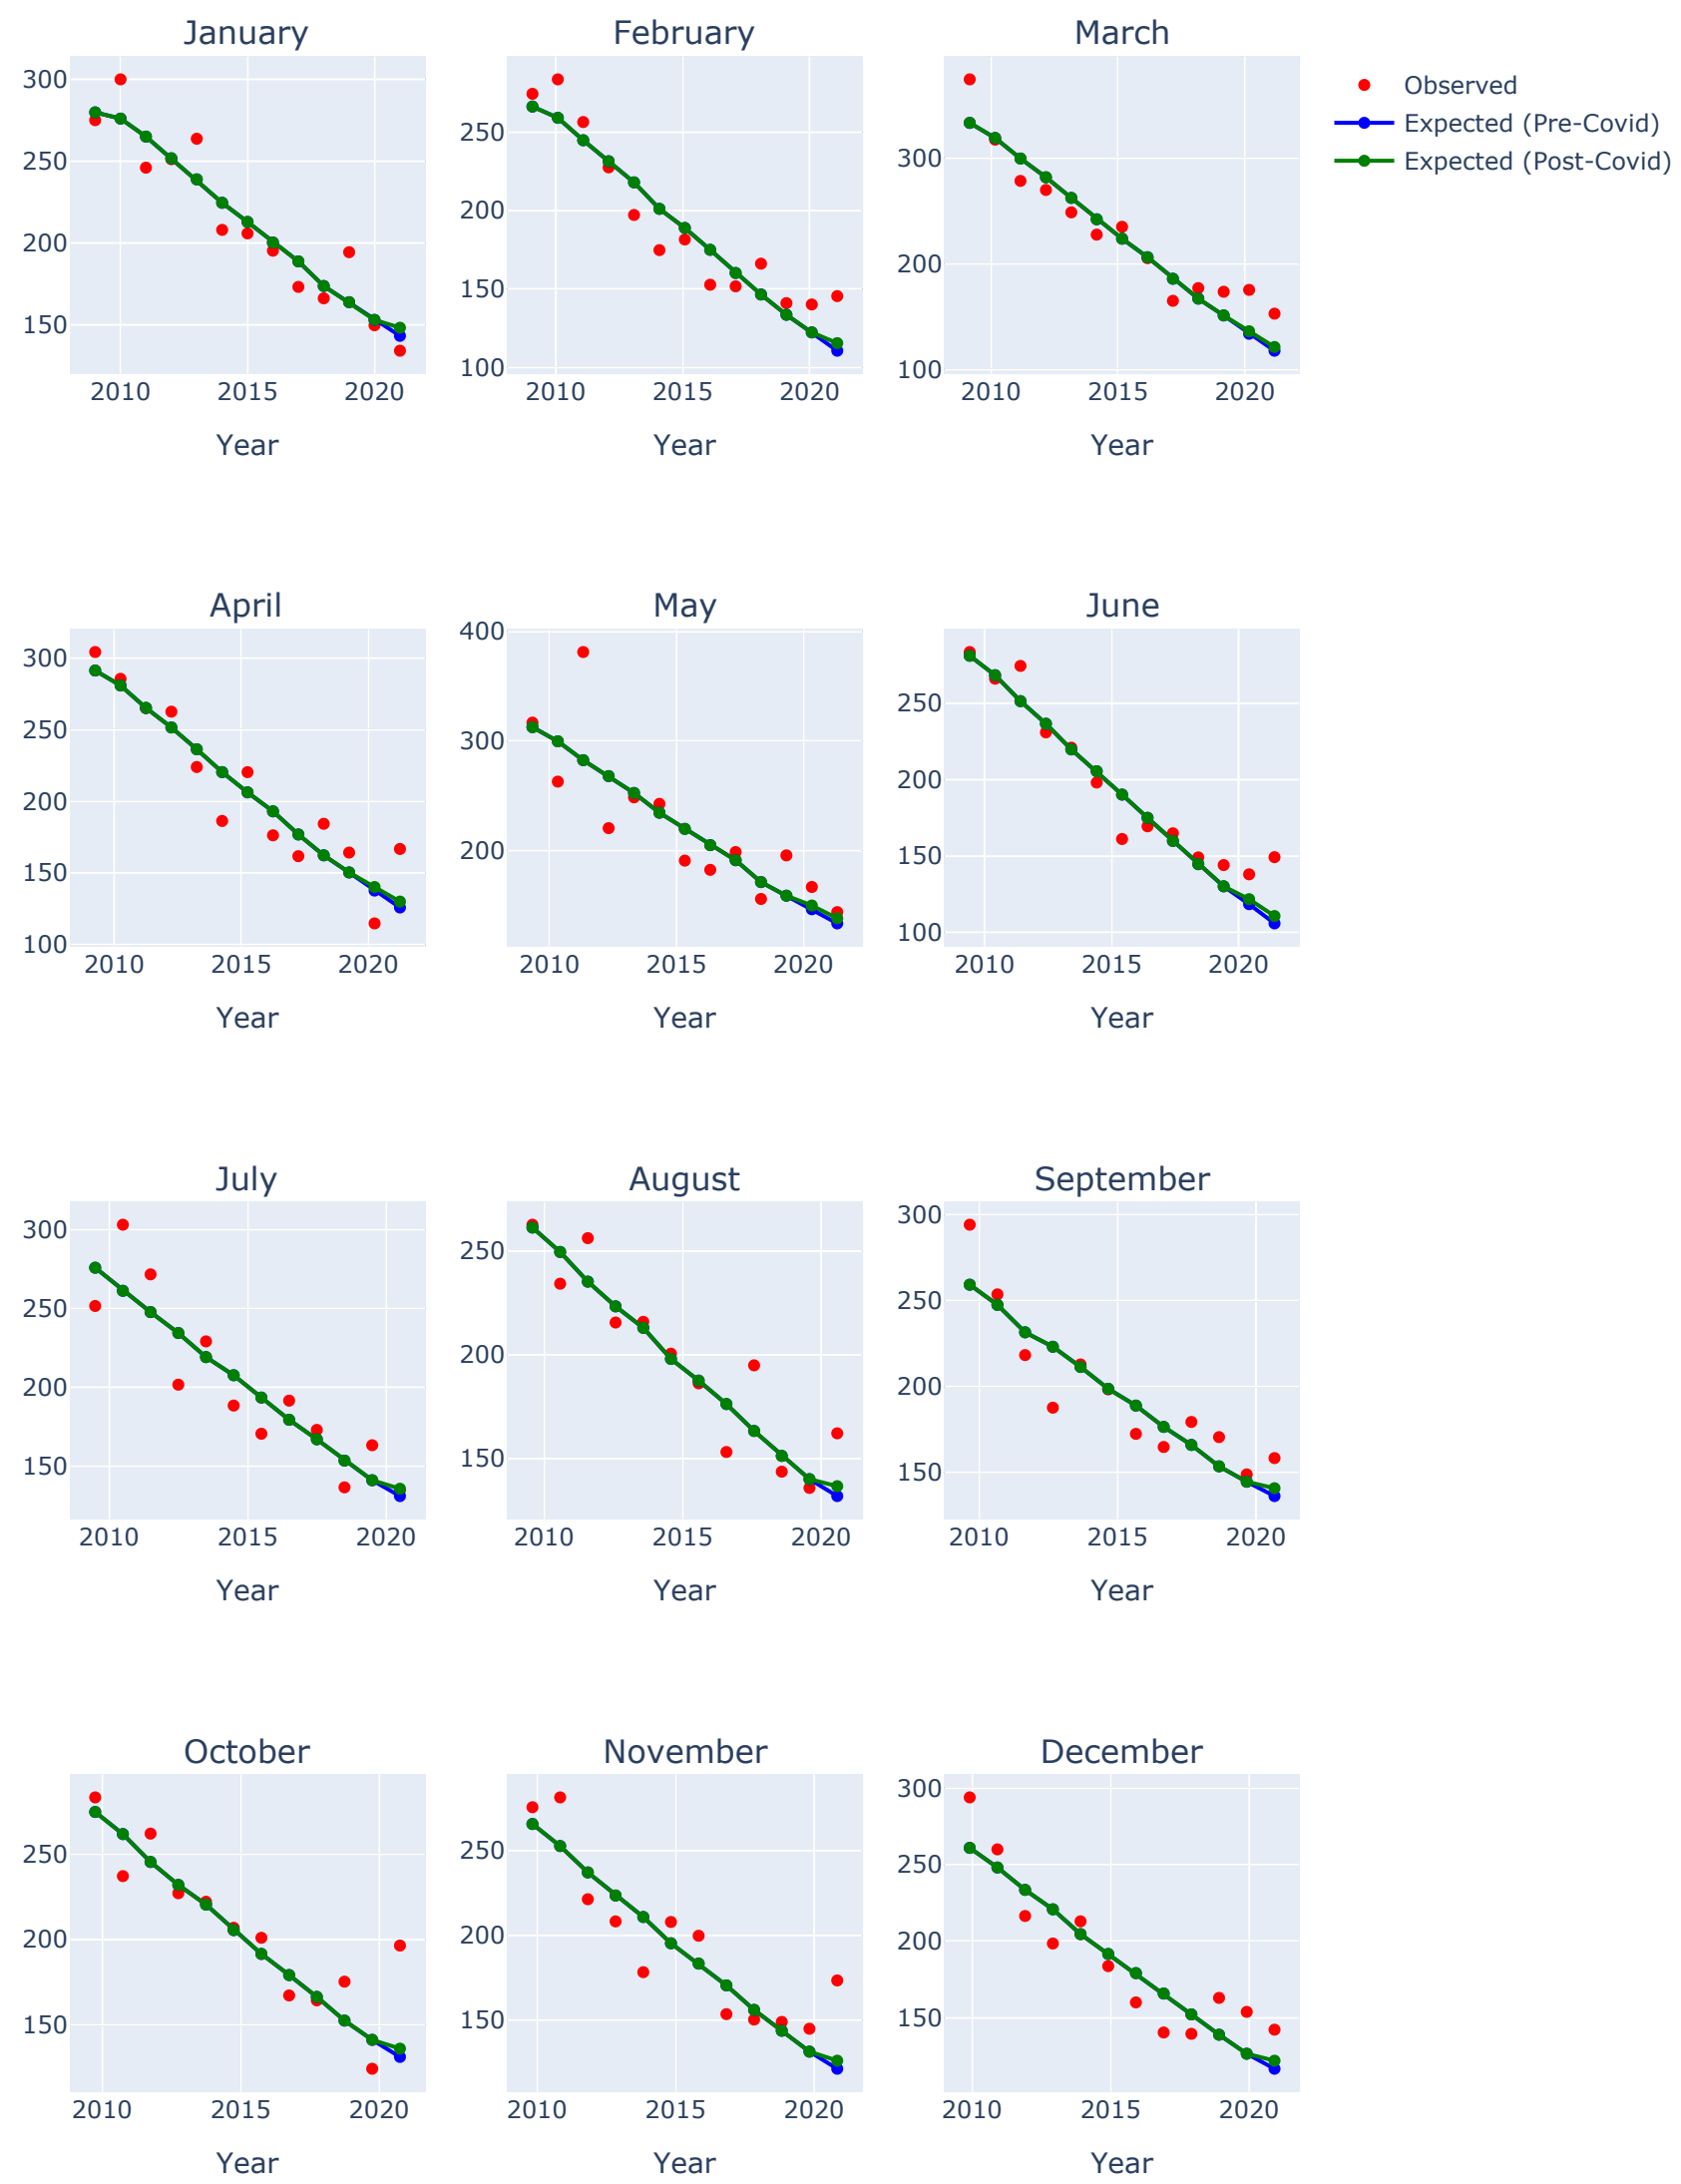 January
February
March
Observed
Expected (Pre-Covid)
Expected (Post-Covid)
300
250
200
150
2010 2015 2020
Year
250
200
150
100
2010 2015 2020
Year
300
200
100
2010 2015 2020
Year
April
May
June
300
250
200
150
100
2010 2015 2020
Year
400
300
200
2010 2015 2020
Year
250
200
150
100
2010 2015 2020
Year
July
August
September
300
250
200
150
2010 2015 2020
Year
250
200
150
2010 2015 2020
Year
300
250
200
150
2010 2015 2020
Year
October
November
December
250
200
150
2010 2015 2020
Year
250
200
150
2010 2015 2020
Year
300
250
200
150
2010 2015 2020
Year